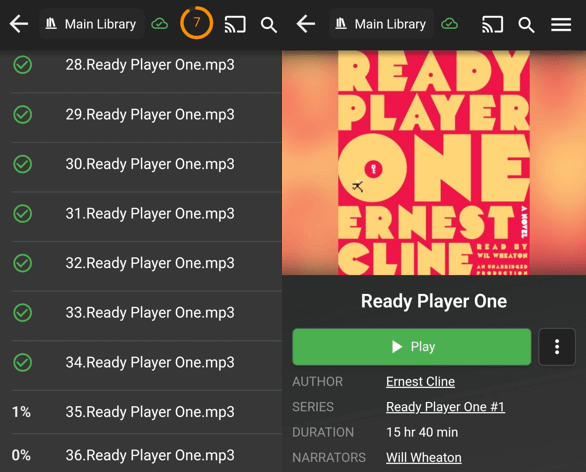 Main Library
7
28.Ready Player One.mp3
29.Ready Player One.mp3
30.Ready Player One.mp3
31.Ready Player One.mp3
32.Ready Player One.mp3
33.Ready Player One.mp3
34.Ready Player One.mp3
1% 35.Ready Player One.mp3
0% 36.Ready Player One.mp3
Main Library
READY
PLAYER
ONE
A NOVEL
ERNEST
CLINE
READ BY
WIL WHEATON
AN UNABRIDGED
PRODUCTION
Ready Player One
Play
AUTHOR Ernest Cline
SERIES Ready Player One #1
DURATION 15 hr 40 min
NARRATORS Will Wheaton